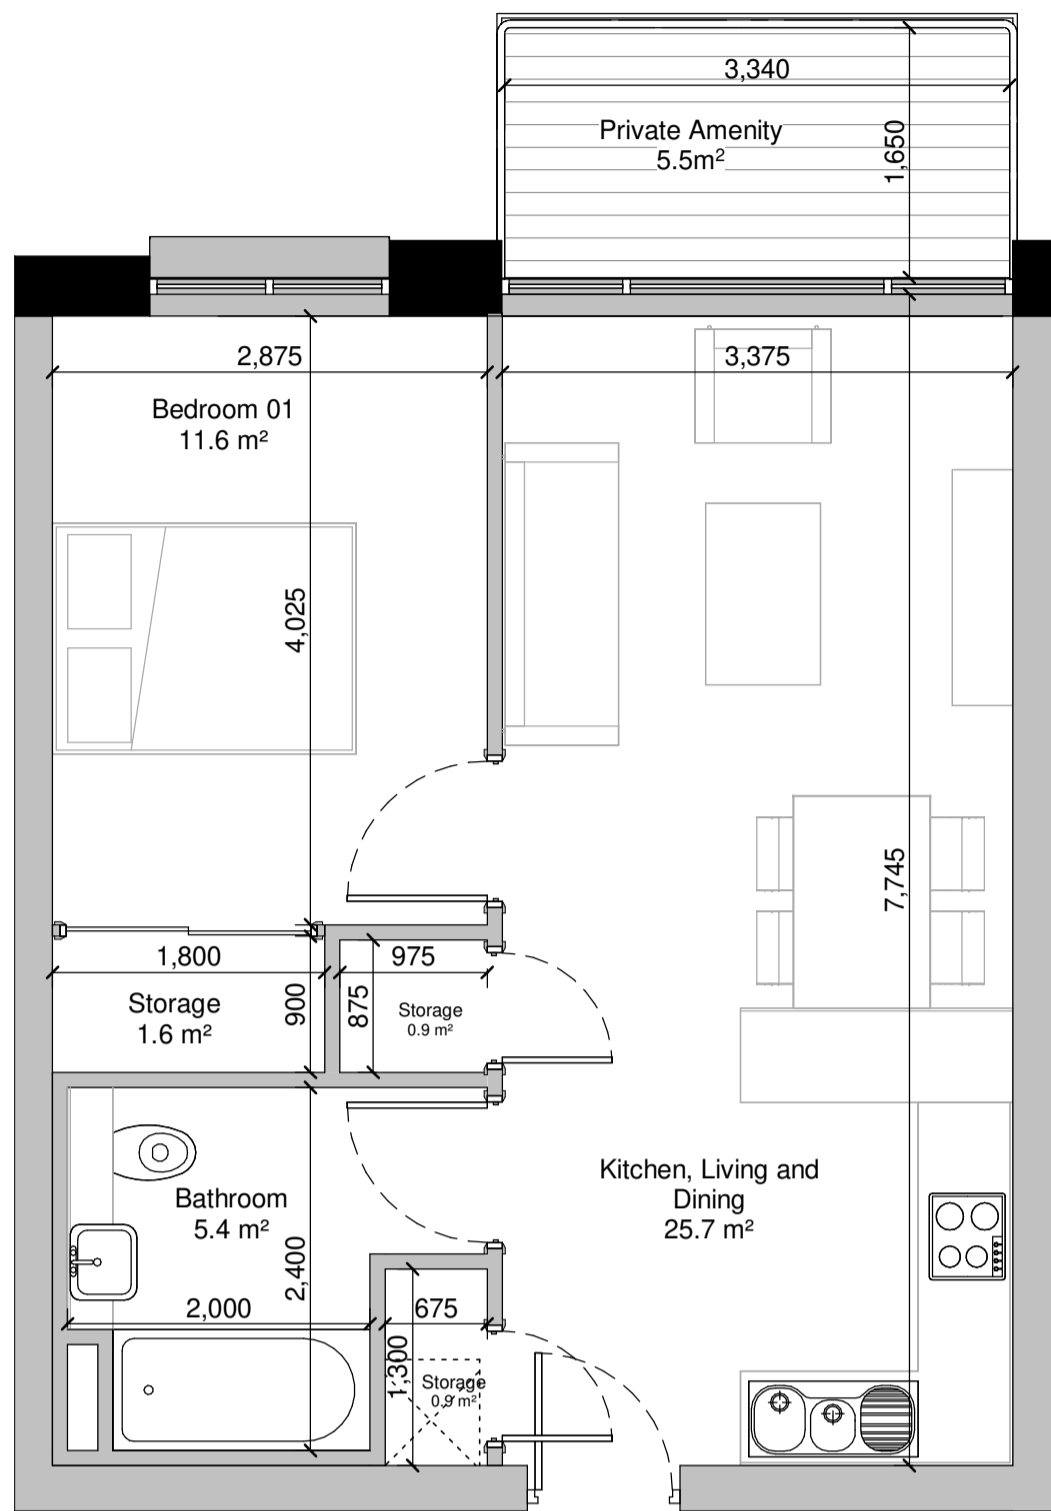 3,340
Private Amenity
5.5m²
1,650
2,875
3,375
Bedroom 01
11.6 m²
4,025
7,745
1,800
975
Storage
1.6 m²
900
875
Storage
0.9 m²
Kitchen, Living and
Dining
25.7 m²
Bathroom
5.4 m²
2,400
2,000
675
1,300
Storage
0.9 m²